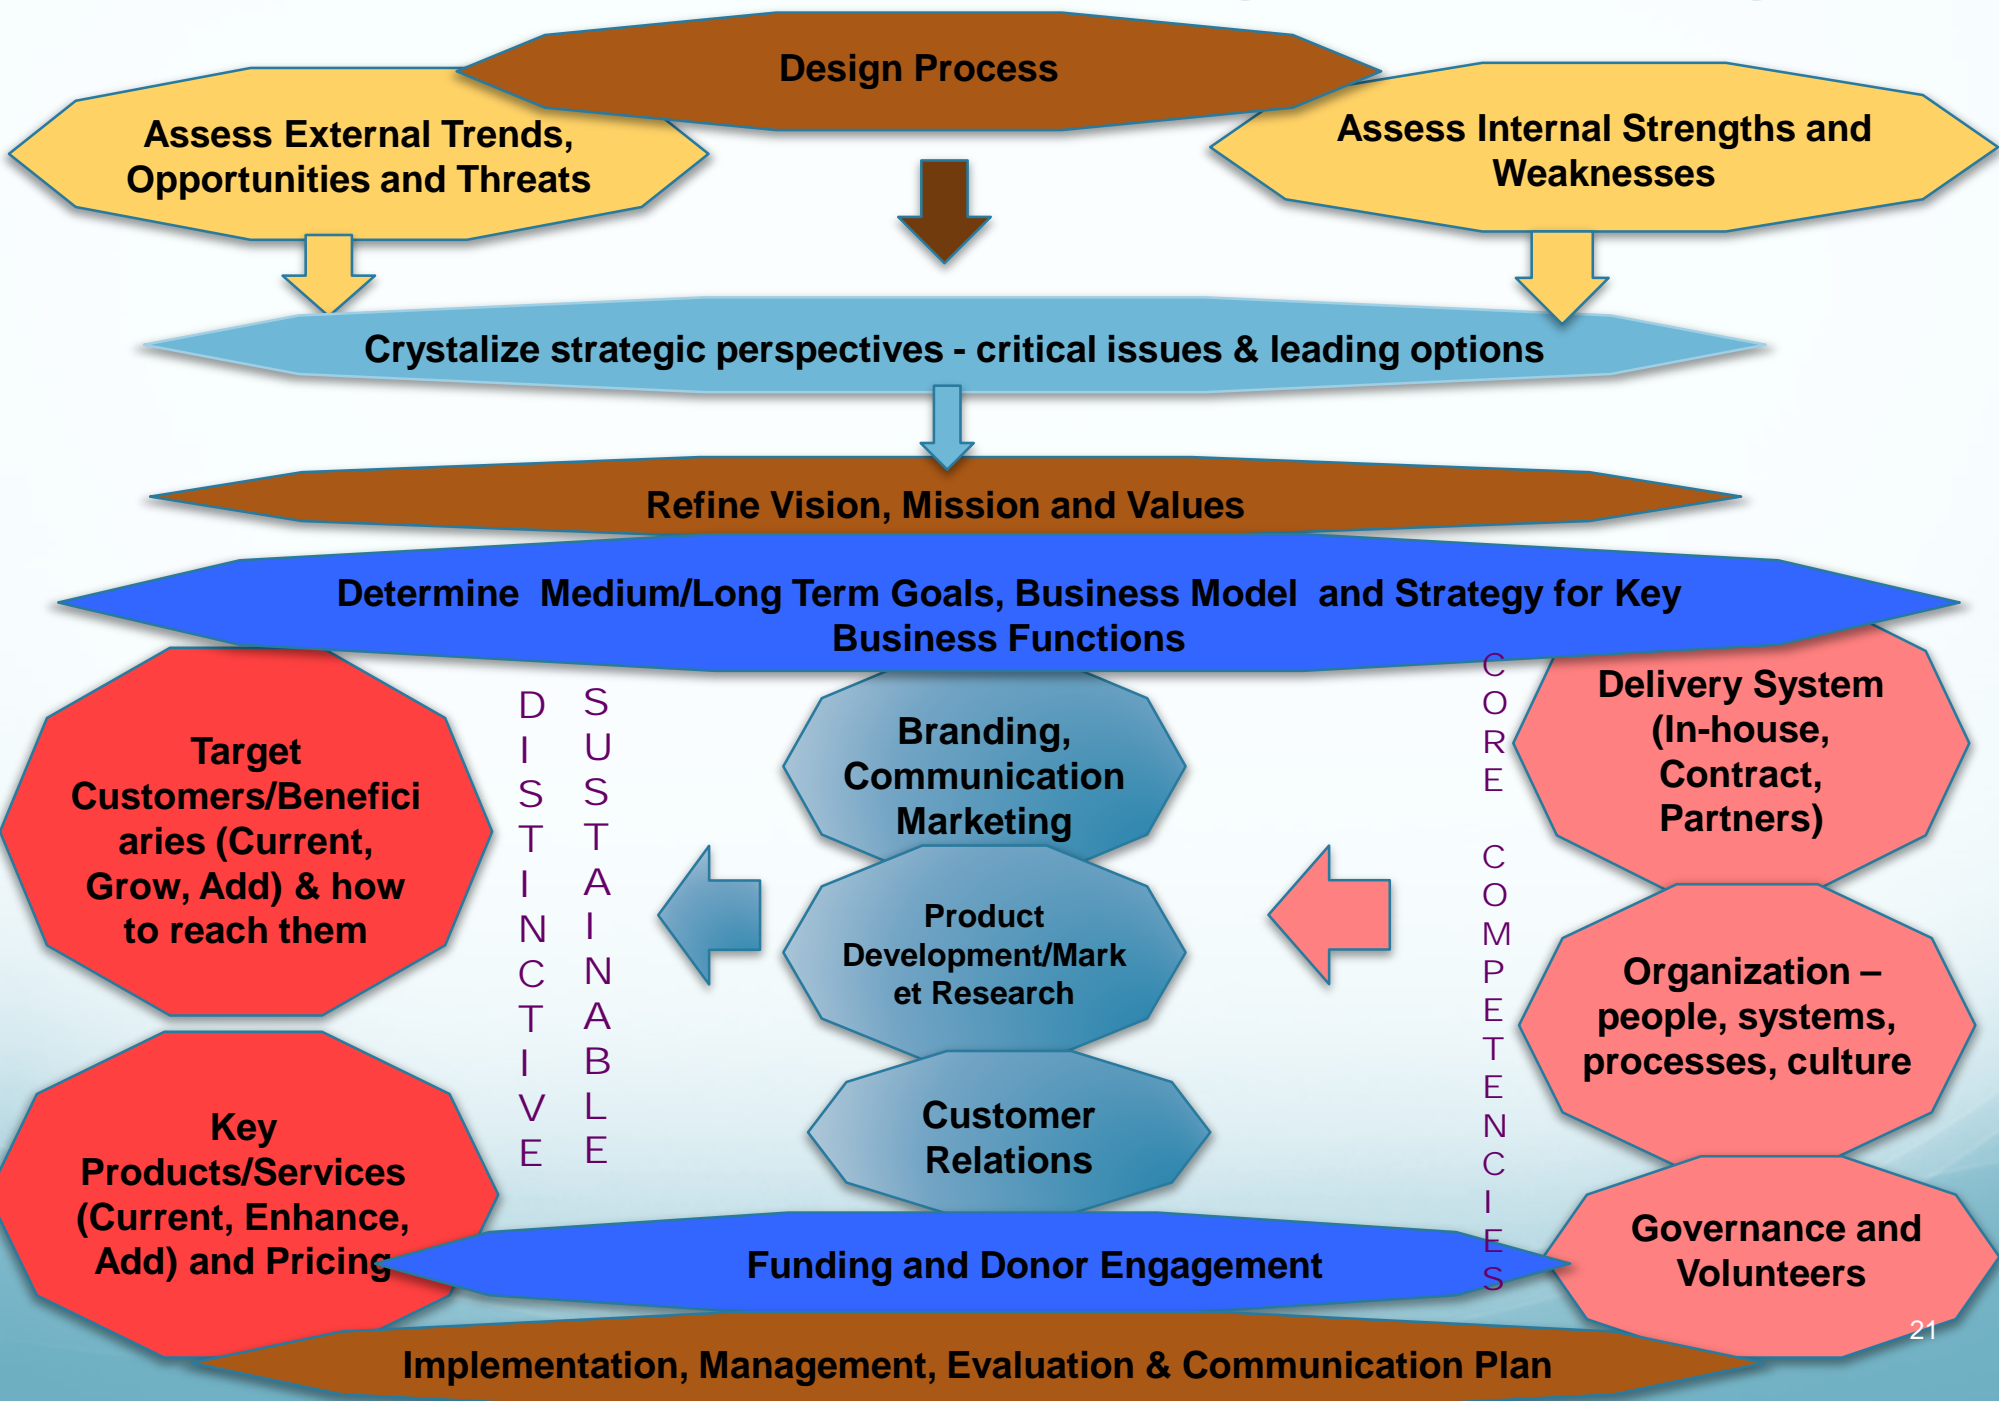 Design Process
Assess External Trends,
Opportunities and Threats
Assess Internal Strengths and
Weaknesses
Crystalize strategic perspectives - critical issues & leading options
Refine Vision, Mission and Values
Determine Medium/Long Term Goals, Business Model and Strategy for Key
Business Functions
Target
Customers/Benefici
aries (Current,
Grow, Add) & how
to reach them
Key
Products/Services
(Current, Enhance,
Add) and Pricing
DISTINCTIVE
SUSTAINABLE
Branding,
Communication
Marketing
Product
Development/Mark
et Research
Customer
Relations
CORE COMPETENCIES
Delivery System
(In-house,
Contract,
Partners)
Organization –
people, systems,
processes, culture
Governance and
Volunteers
Funding and Donor Engagement
Implementation, Management, Evaluation & Communication Plan
21